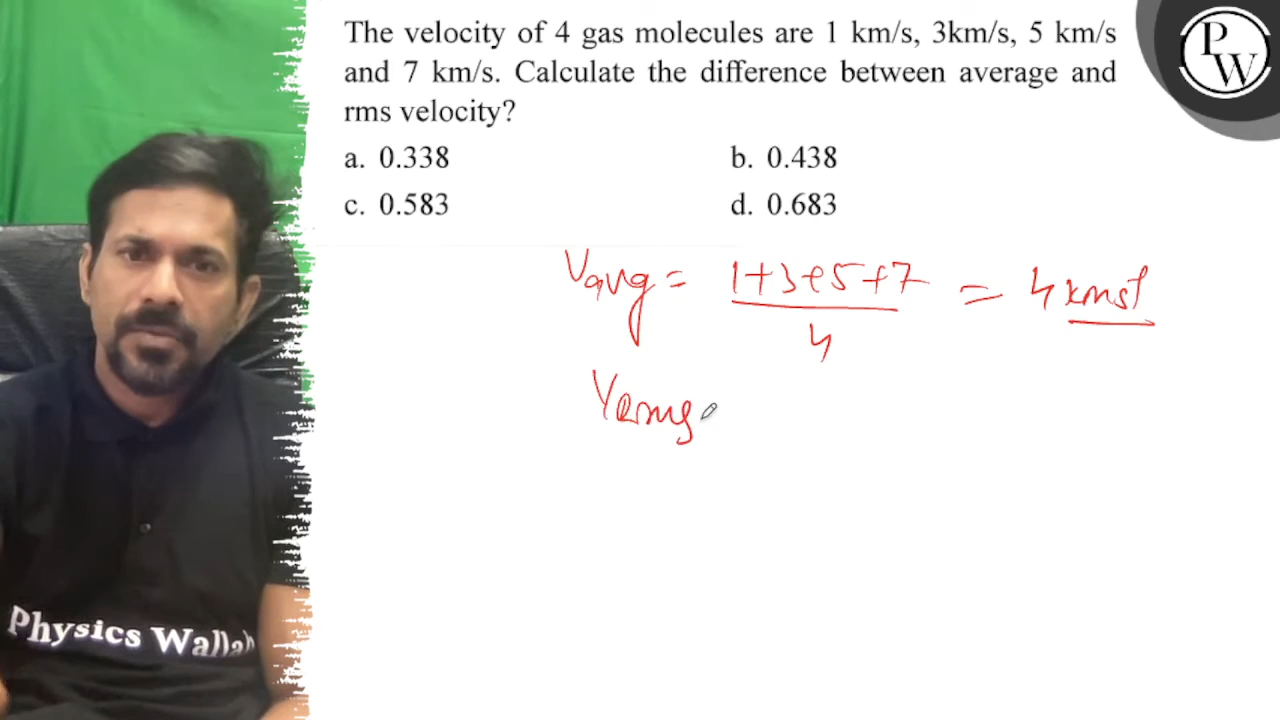 The velocity of 4 gas molecules are 1 km/s, 3km/s, 5 km/s
and 7 km/s. Calculate the difference between average and
rms velocity?
a. 0.338 b. 0.438
c. 0.583 d. 0.683
PW
Vavg = 1+3+5+7 / 4 = 4 kms⁻¹
Vrms
Physics Wallah